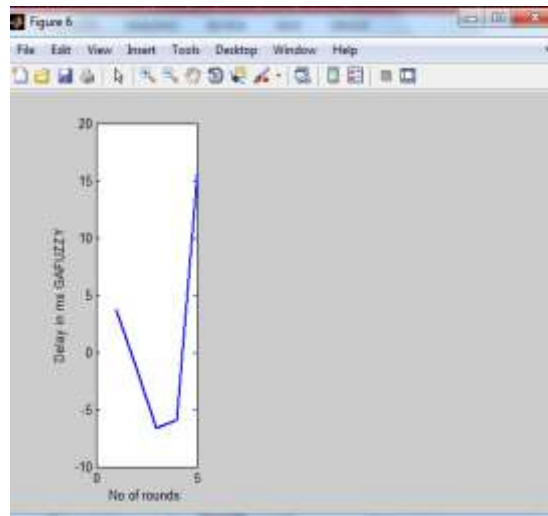 Figure 6
File Edit View Insert Tools Desktop Window Help
20
15
10
5
0
-5
-10
Delay in ms GAFUZZY
0 5
No of rounds